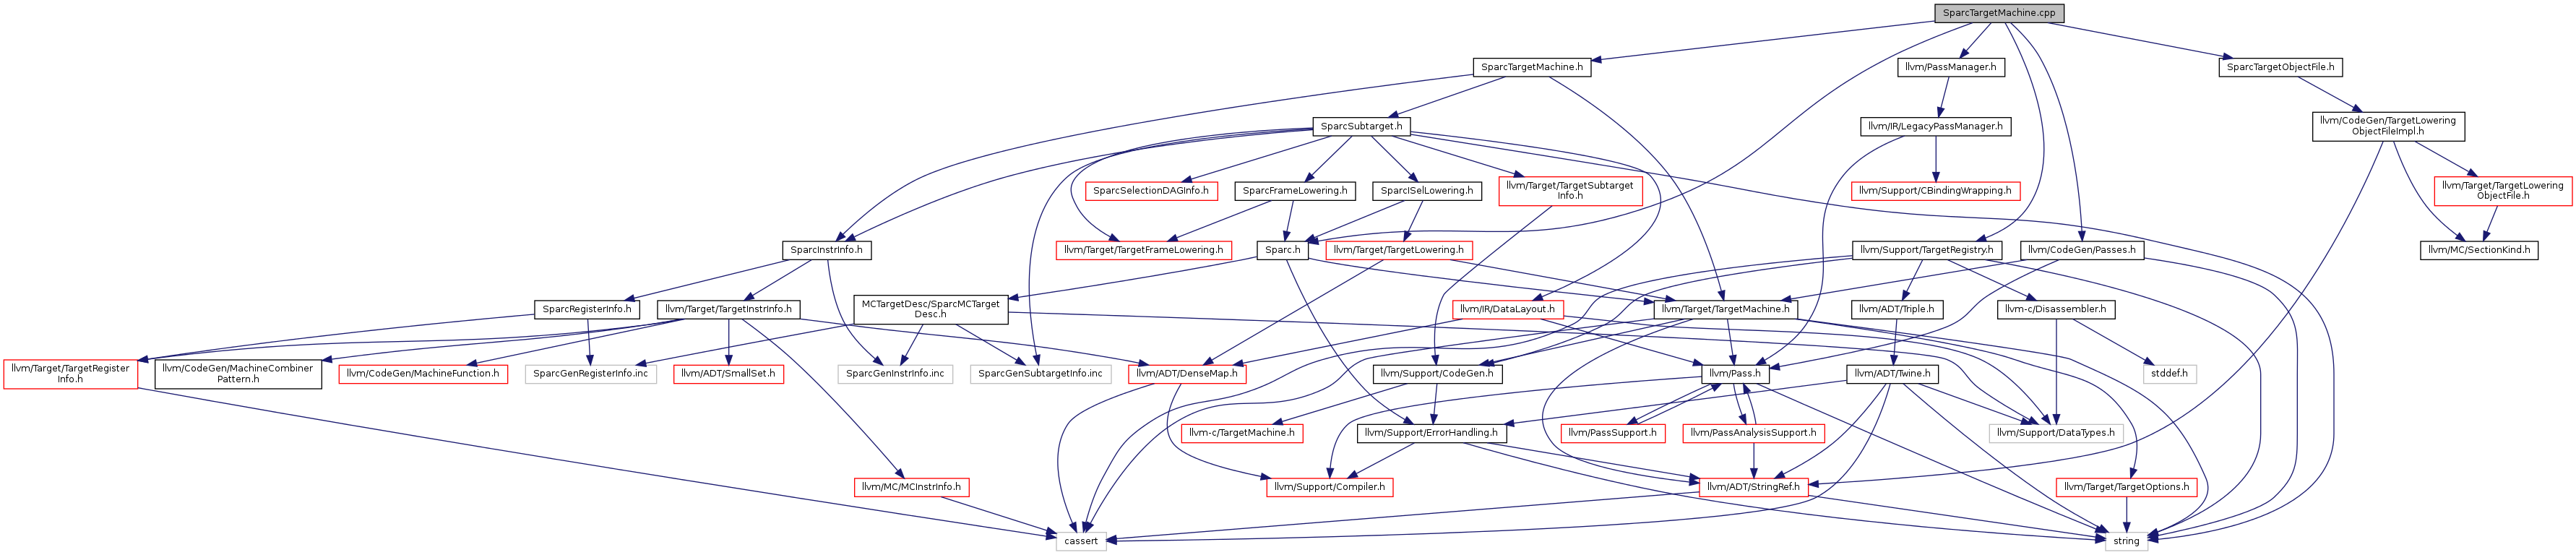 SparcTargetMachine.cpp
SparcTargetMachine.h
llvm/PassManager.h
SparcTargetObjectFile.h
SparcSubtarget.h
llvm/IR/LegacyPassManager.h
llvm/CodeGen/TargetLowering
ObjectFileImpl.h
SparcSelectionDAGInfo.h
SparcFrameLowering.h
SparcISelLowering.h
llvm/Target/TargetSubtarget
Info.h
llvm/Support/CBindingWrapping.h
llvm/Target/TargetLowering
ObjectFile.h
SparcInstrInfo.h
llvm/Target/TargetFrameLowering.h
Sparc.h
llvm/Target/TargetLowering.h
llvm/Support/TargetRegistry.h
llvm/CodeGen/Passes.h
llvm/MC/SectionKind.h
SparcRegisterInfo.h
llvm/Target/TargetInstrInfo.h
MCTargetDesc/SparcMCTarget
Desc.h
llvm/IR/DataLayout.h
llvm/Target/TargetMachine.h
llvm/ADT/Triple.h
llvm-c/Disassembler.h
llvm/Target/TargetRegister
Info.h
llvm/CodeGen/MachineCombiner
Pattern.h
llvm/CodeGen/MachineFunction.h
SparcGenRegisterInfo.inc
llvm/ADT/SmallSet.h
SparcGenInstrInfo.inc
SparcGenSubtargetInfo.inc
llvm/ADT/DenseMap.h
llvm/Support/CodeGen.h
llvm/Pass.h
llvm/ADT/Twine.h
stddef.h
llvm-c/TargetMachine.h
llvm/Support/ErrorHandling.h
llvm/PassSupport.h
llvm/PassAnalysisSupport.h
llvm/Support/DataTypes.h
llvm/MC/MCInstrInfo.h
llvm/Support/Compiler.h
llvm/ADT/StringRef.h
llvm/Target/TargetOptions.h
cassert
string